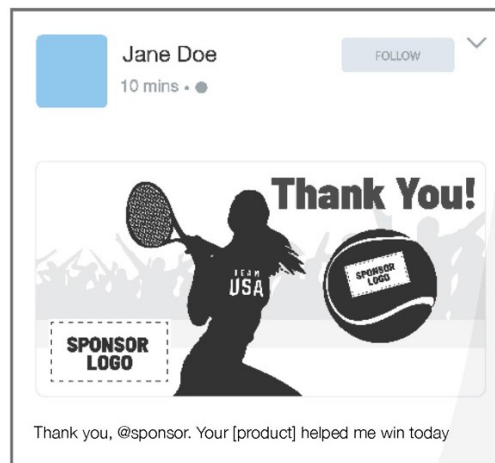 Jane Doe
FOLLOW
10 mins
Thank You!
TEAM
USA
SPONSOR
LOGO
SPONSOR
LOGO
Thank you, @sponsor. Your [product] helped me win today